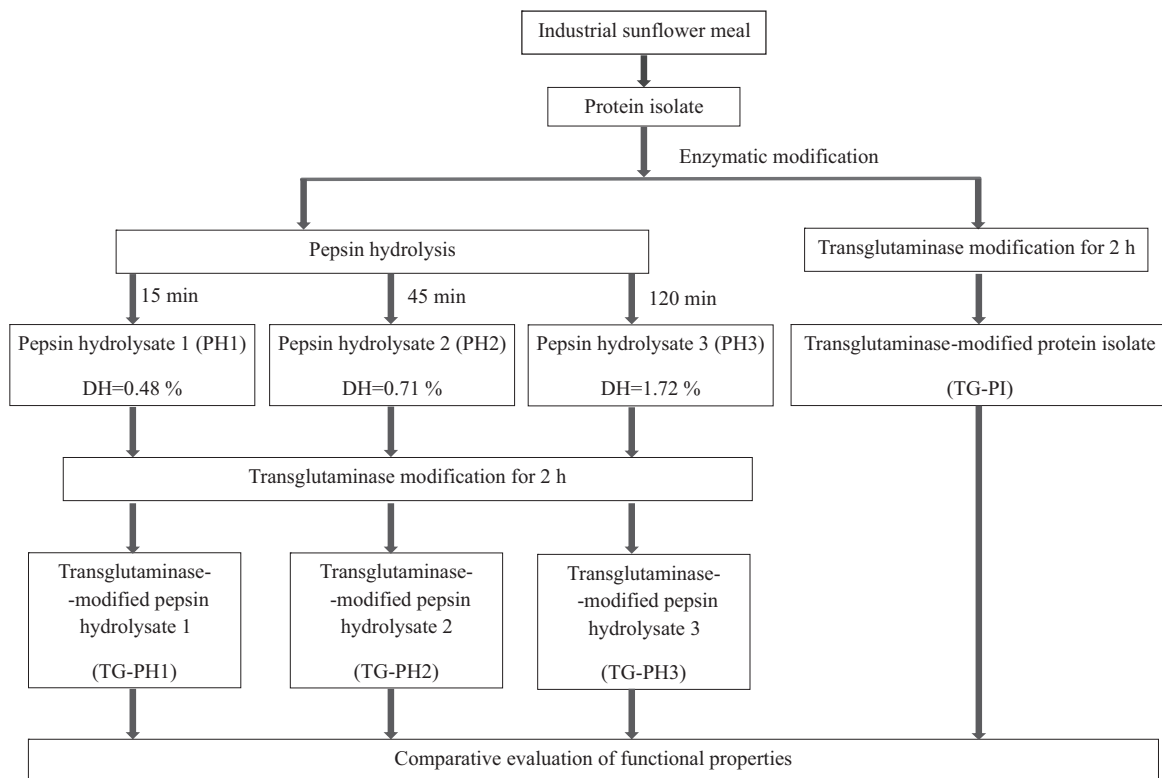 Industrial sunflower meal
Protein isolate
Enzymatic modification
Pepsin hydrolysis
Transglutaminase modification for 2 h
15 min
45 min
120 min
Pepsin hydrolysate 1 (PH1)
DH=0.48 %
Pepsin hydrolysate 2 (PH2)
DH=0.71 %
Pepsin hydrolysate 3 (PH3)
DH=1.72 %
Transglutaminase-modified protein isolate
(TG-PI)
Transglutaminase modification for 2 h
Transglutaminase-
-modified pepsin
hydrolysate 1
(TG-PH1)
Transglutaminase-
-modified pepsin
hydrolysate 2
(TG-PH2)
Transglutaminase-
-modified pepsin
hydrolysate 3
(TG-PH3)
Comparative evaluation of functional properties